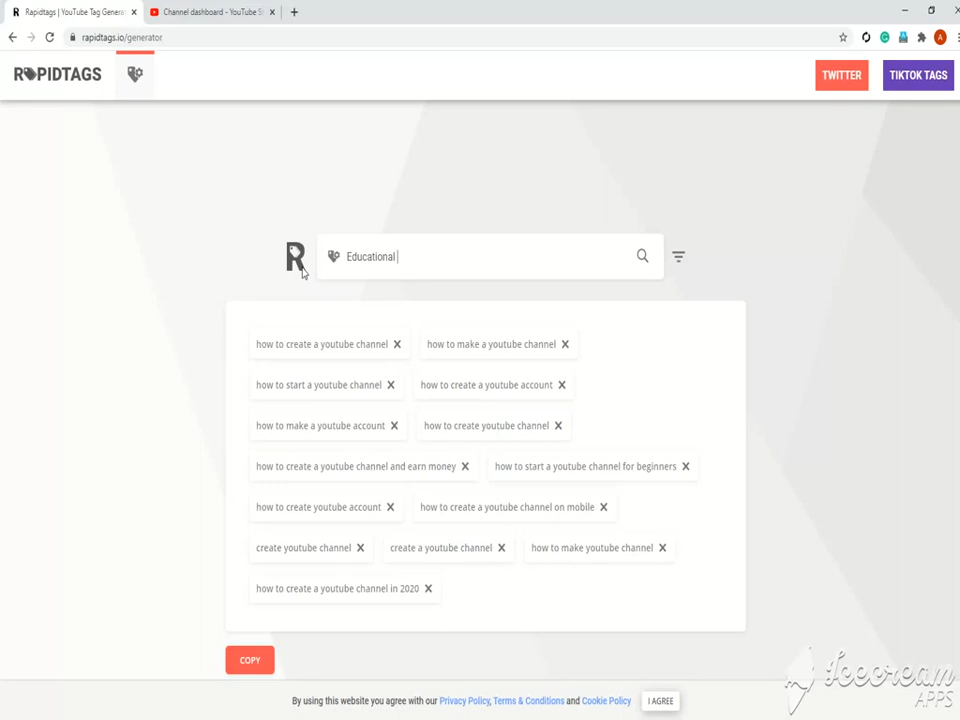 Rapidtags | YouTube Tag Genera
Channel dashboard - YouTube S
rapidtags.io/generator
A
RAPIDTAGS
TWITTER
TIKTOK TAGS
R
Educational
how to create a youtube channel
how to make a youtube channel
how to start a youtube channel
how to create a youtube account
how to make a youtube account
how to create youtube channel
how to create a youtube channel and earn money
how to start a youtube channel for beginners
how to create youtube account
how to create a youtube channel on mobile
create youtube channel
create a youtube channel
how to make youtube channel
how to create a youtube channel in 2020
COPY
By using this website you agree with our Privacy Policy, Terms & Conditions and Cookie Policy
I AGREE
Icecream
APPS